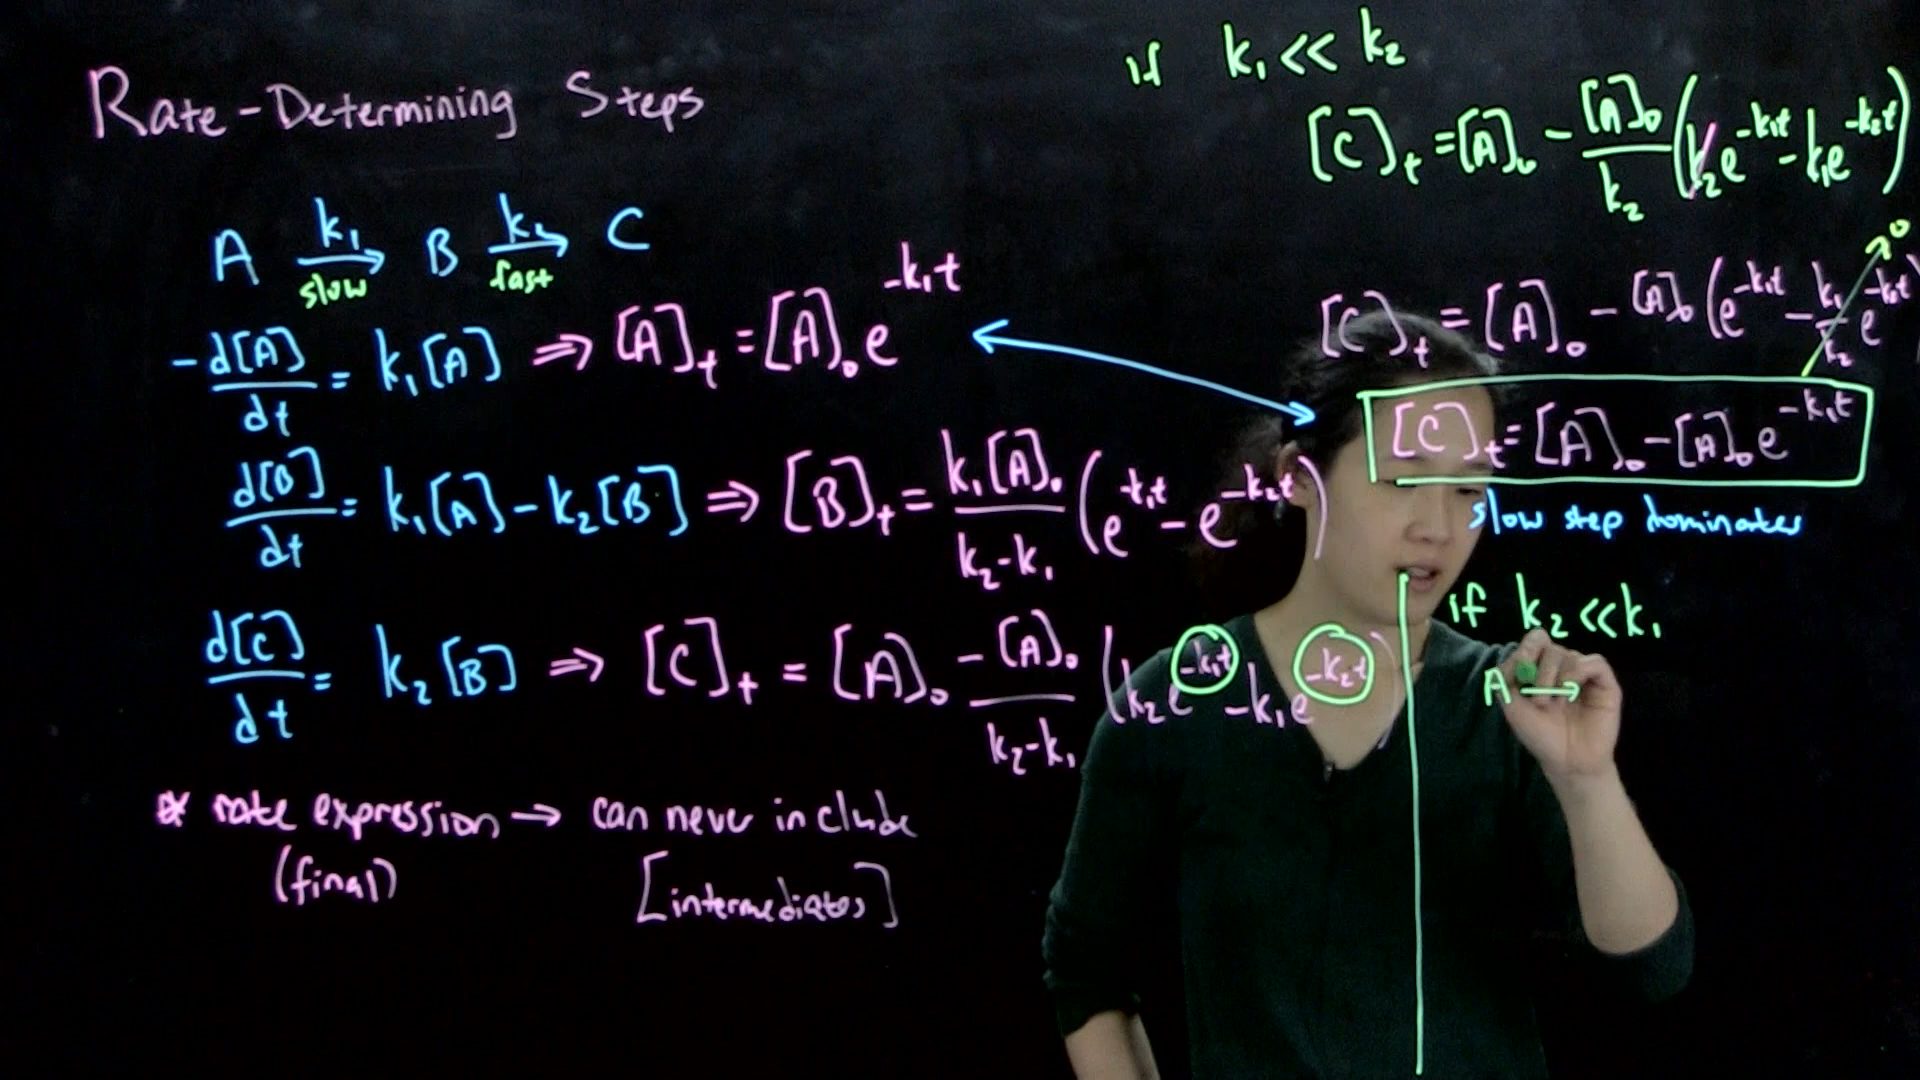 Rate-Determining Steps
A k₁→ B k₂→ C
slow fast
-d[A]/dt = k₁[A] ⇒ [A]ₜ = [A]₀e^(-k₁t)
d[B]/dt = k₁[A] - k₂[B] ⇒ [B]ₜ = k₁[A]₀/(k₂-k₁) (e^(-k₁t) - e^(-k₂t))
d[C]/dt = k₂[B] ⇒ [C]ₜ = [A]₀ - [A]₀/(k₂-k₁) (k₂e^(-k₁t) - k₁e^(-k₂t))
* rate expression → can never include
(final) [intermediates]
if k₁ << k₂
[C]ₜ = [A]₀ - [A]₀/k₂ (k₂e^(-k₁t) - k₁e^(-k₂t))
[C]ₜ = [A]₀ - [A]₀ (e^(-k₁t) - k₁/k₂ e^(-k₂t)) → 0
[C]ₜ = [A]₀ - [A]₀e^(-k₁t)
slow step dominates
if k₂ << k₁
A →